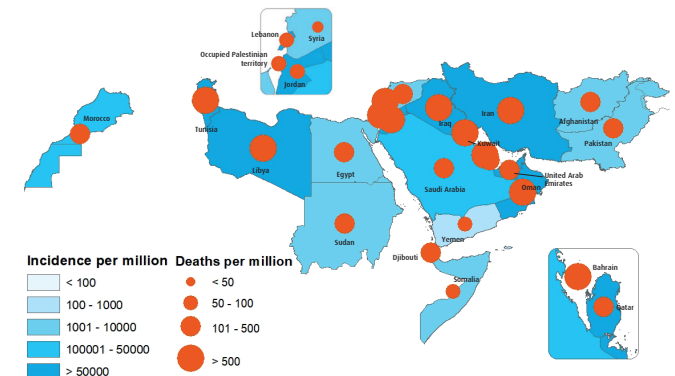 Lebanon
Syria
Occupied Palestinian
territory
Jordan
Morocco
Tunisia
Libya
Egypt
Iraq
Iran
Kuwait
Afghanistan
Pakistan
Saudi Arabia
United Arab
Emirates
Oman
Sudan
Yemen
Djibouti
Somalia
Bahrain
Qatar
Incidence per million
< 100
100 - 1000
1001 - 10000
100001 - 50000
> 50000
Deaths per million
< 50
50 - 100
101 - 500
> 500